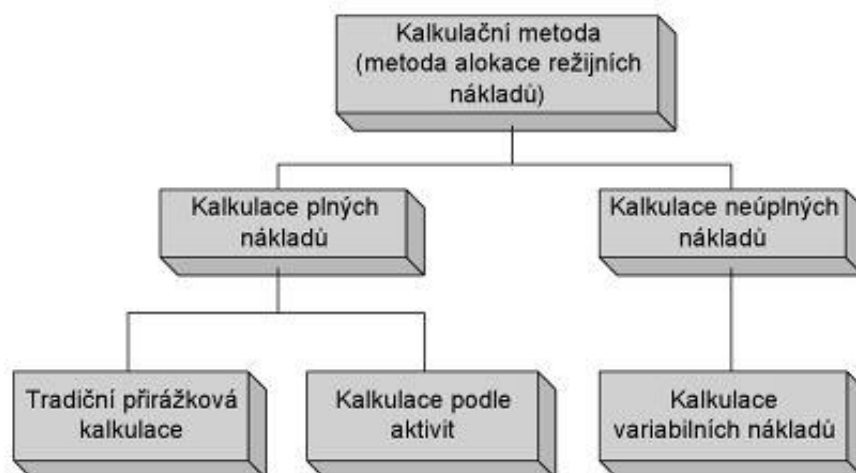 Kalkulační metoda
(metoda alokace režijních
nákladů)
Kalkulace plných
nákladů
Kalkulace neúplných
nákladů
Tradiční přirážková
kalkulace
Kalkulace podle
aktivit
Kalkulace
variabilních nákladů